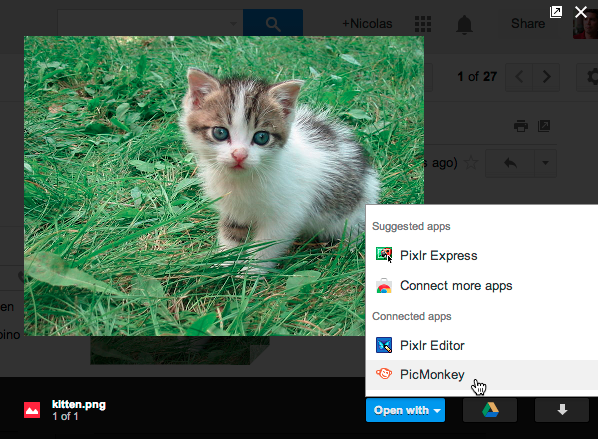 +Nicolas
Share
1 of 27
s ago)
Suggested apps
Pixlr Express
Connect more apps
Connected apps
Pixlr Editor
PicMonkey
en
oino
kitten.png
1 of 1
Open with